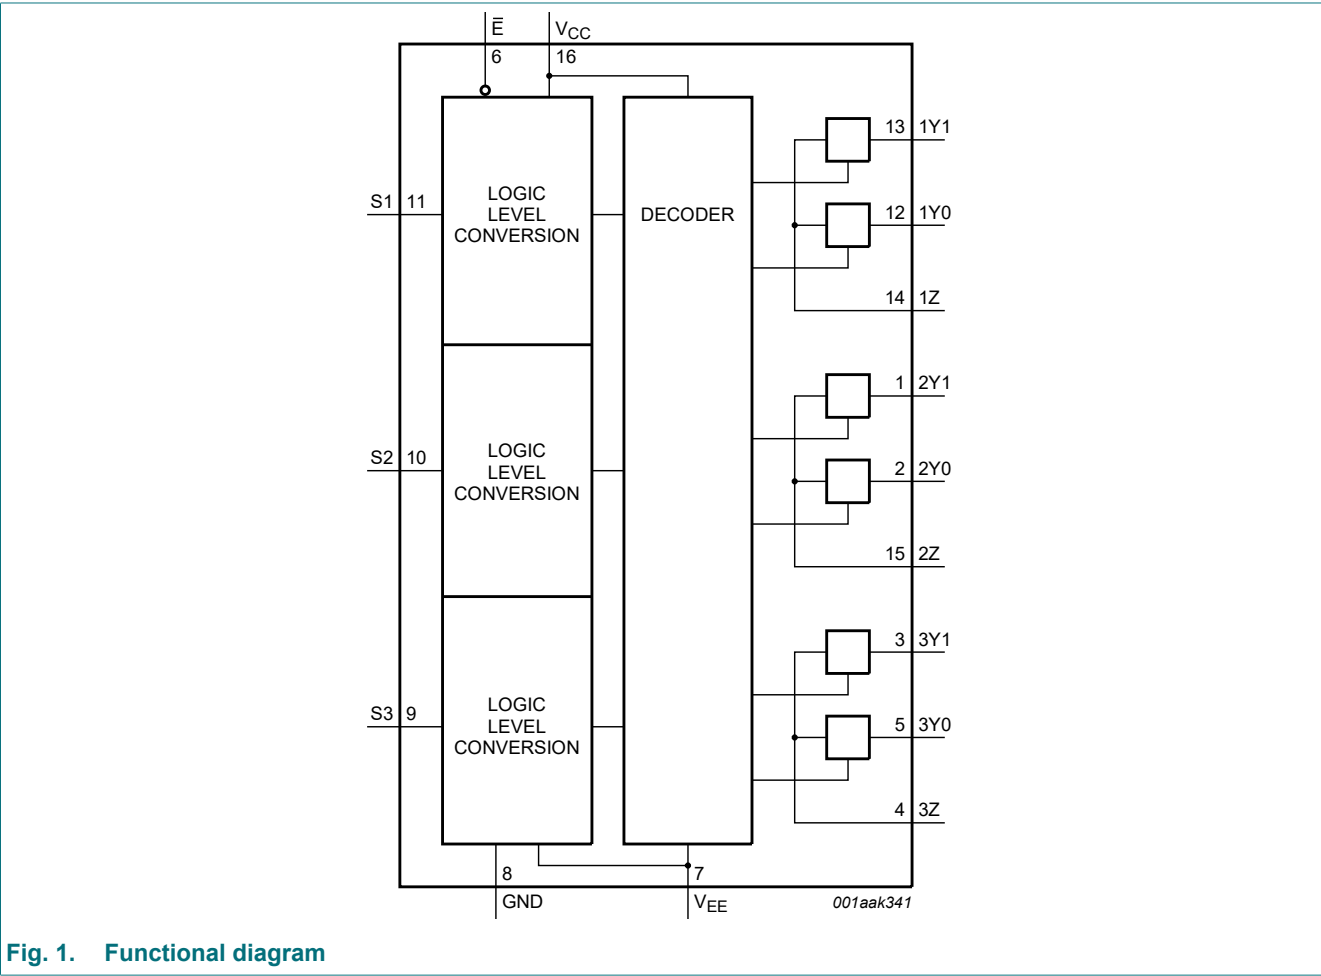 E̅ VCC
6 16
13 1Y1
S1 11
LOGIC
LEVEL
CONVERSION
DECODER
12 1Y0
14 1Z
1 2Y1
S2 10
LOGIC
LEVEL
CONVERSION
2 2Y0
15 2Z
3 3Y1
S3 9
LOGIC
LEVEL
CONVERSION
5 3Y0
4 3Z
8 7
GND VEE 001aak341
Fig. 1. Functional diagram